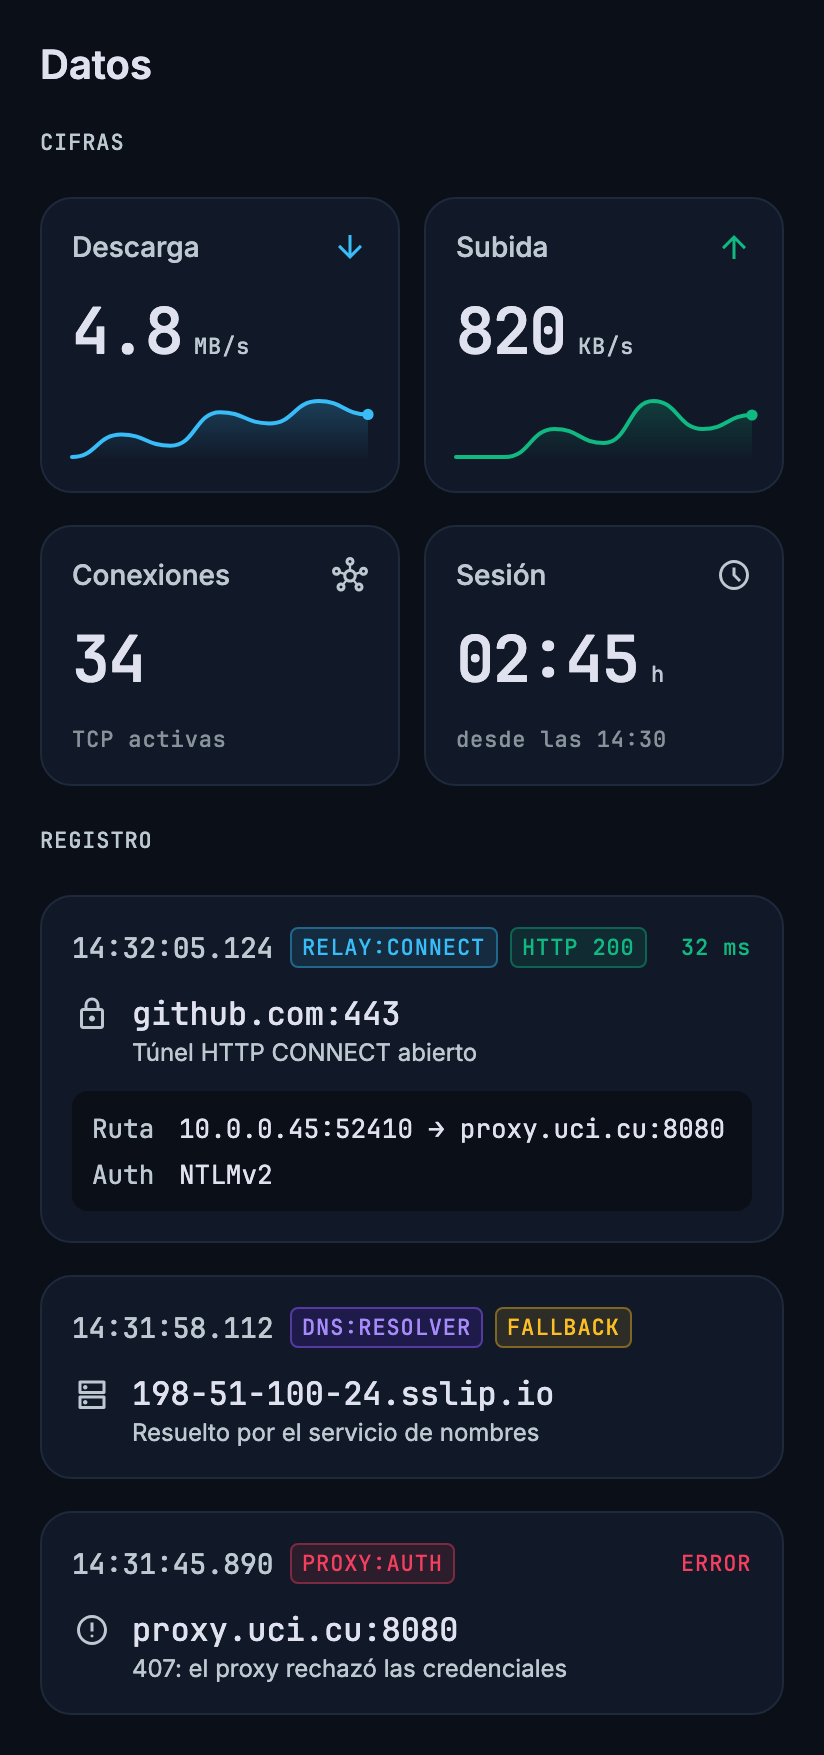 Datos
CIFRAS
Descarga
4.8 MB/s
Subida
820 KB/s
Conexiones
34
TCP activas
Sesión
02:45 h
desde las 14:30
REGISTRO
14:32:05.124 RELAY:CONNECT HTTP 200 32 ms
github.com:443
Túnel HTTP CONNECT abierto
Ruta 10.0.0.45:52410 → proxy.uci.cu:8080
Auth NTLMv2
14:31:58.112 DNS:RESOLVER FALLBACK
198-51-100-24.sslip.io
Resuelto por el servicio de nombres
14:31:45.890 PROXY:AUTH ERROR
proxy.uci.cu:8080
407: el proxy rechazó las credenciales